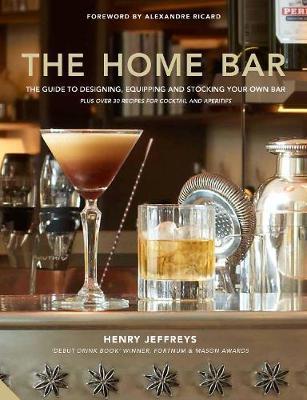 FOREWORD BY ALEXANDRE RICARD
THE HOME BAR
THE GUIDE TO DESIGNING, EQUIPPING AND STOCKING YOUR OWN BAR
PLUS OVER 30 RECIPES FOR COCKTAIL AND APERITIFS
HENRY JEFFREYS
'DEBUT DRINK BOOK' WINNER, FORTNUM & MASON AWARDS